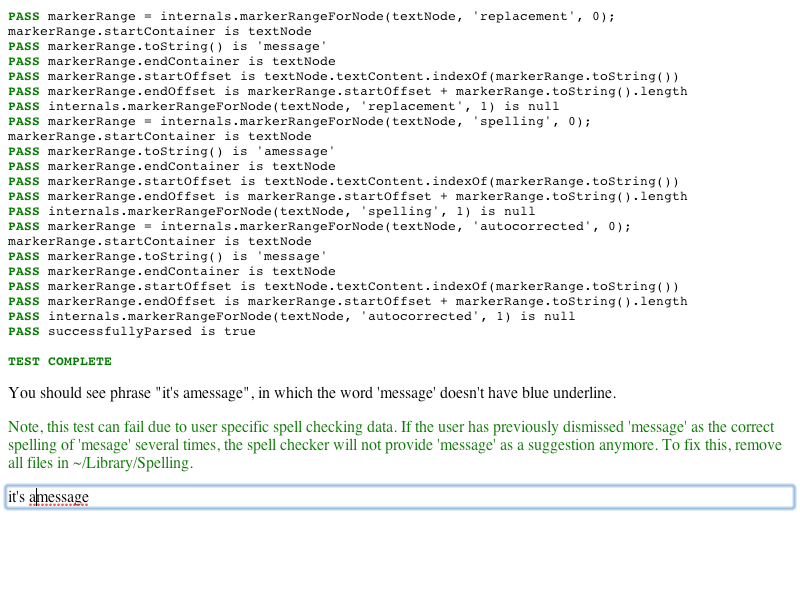 PASS markerRange = internals.markerRangeForNode(textNode, 'replacement', 0);
markerRange.startContainer is textNode
PASS markerRange.toString() is 'message'
PASS markerRange.endContainer is textNode
PASS markerRange.startOffset is textNode.textContent.indexOf(markerRange.toString())
PASS markerRange.endOffset is markerRange.startOffset + markerRange.toString().length
PASS internals.markerRangeForNode(textNode, 'replacement', 1) is null
PASS markerRange = internals.markerRangeForNode(textNode, 'spelling', 0);
markerRange.startContainer is textNode
PASS markerRange.toString() is 'amessage'
PASS markerRange.endContainer is textNode
PASS markerRange.startOffset is textNode.textContent.indexOf(markerRange.toString())
PASS markerRange.endOffset is markerRange.startOffset + markerRange.toString().length
PASS internals.markerRangeForNode(textNode, 'spelling', 1) is null
PASS markerRange = internals.markerRangeForNode(textNode, 'autocorrected', 0);
markerRange.startContainer is textNode
PASS markerRange.toString() is 'message'
PASS markerRange.endContainer is textNode
PASS markerRange.startOffset is textNode.textContent.indexOf(markerRange.toString())
PASS markerRange.endOffset is markerRange.startOffset + markerRange.toString().length
PASS internals.markerRangeForNode(textNode, 'autocorrected', 1) is null
PASS successfullyParsed is true
TEST COMPLETE
You should see phrase "it's amessage", in which the word 'message' doesn't have blue underline.
Note, this test can fail due to user specific spell checking data. If the user has previously dismissed 'message' as the correct
spelling of 'mesage' several times, the spell checker will not provide 'message' as a suggestion anymore. To fix this, remove
all files in ~/Library/Spelling.
it's amessage